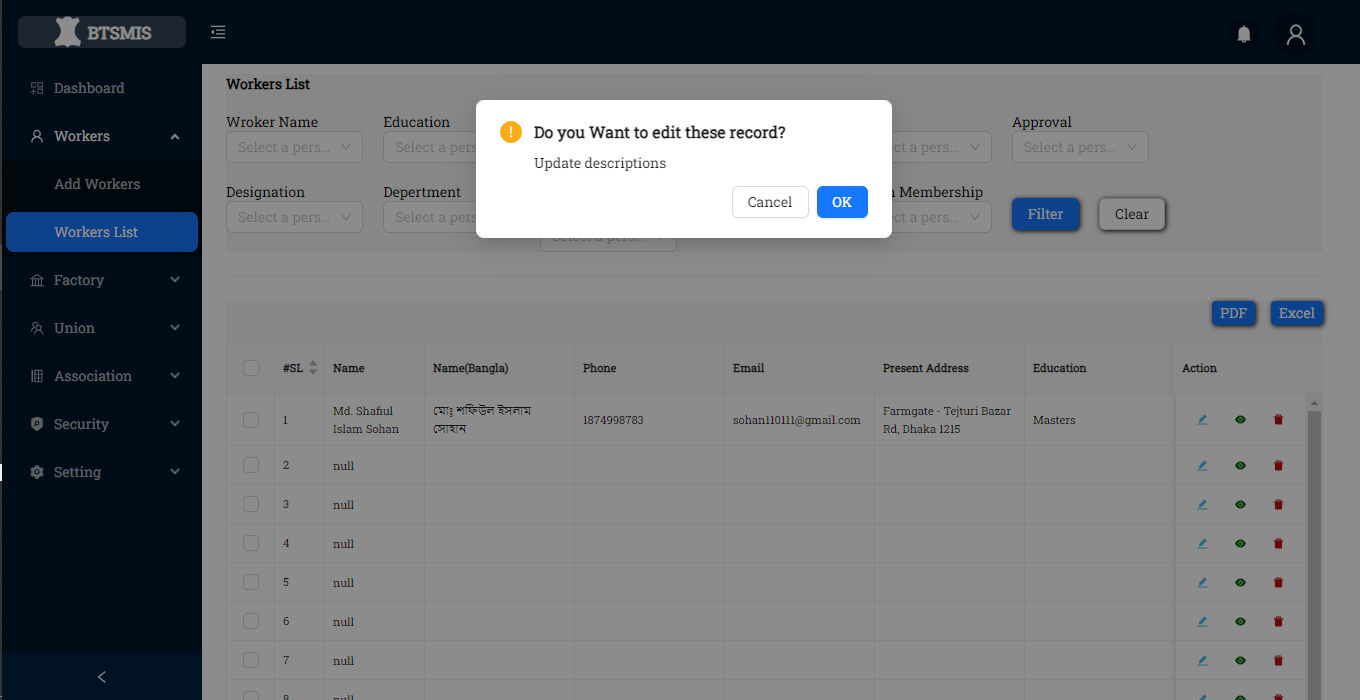 BTSMIS
Dashboard
Workers
Add Workers
Workers List
Factory
Union
Association
Security
Setting
Workers List
Wroker Name
Education
Approval
Select a pers...
Select a pers
ct a pers...
Select a pers...
Designation
Depertment
Membership
Select a pers...
Select a pers
ct a pers...
Filter
Clear
Do you Want to edit these record?
Update descriptions
Cancel
OK
PDF
Excel
#SL Name Name(Bangla) Phone Email Present Address Education Action
1 Md. Shafiul Islam Sohan মোঃ শফিউল ইসলাম সোহান 1874998783 sohan110111@gmail.com Farmgate - Tejturi Bazar Rd, Dhaka 1215 Masters
2 null
3 null
4 null
5 null
6 null
7 null
8 null